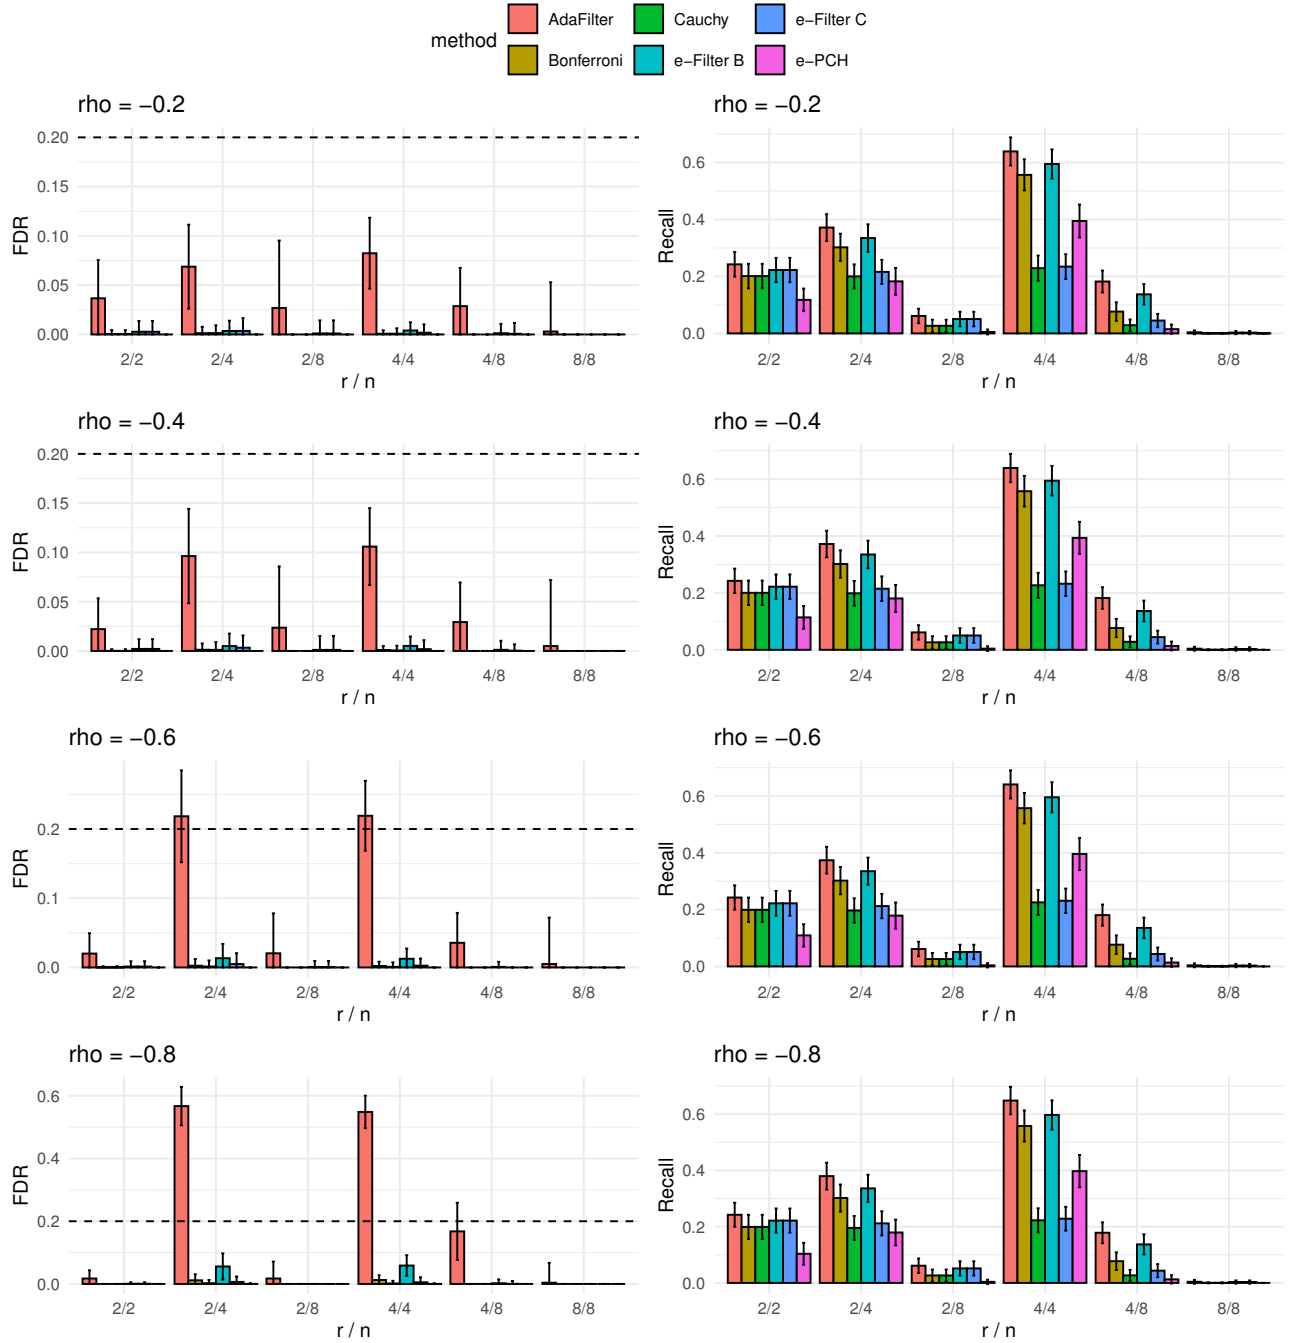 method
AdaFilter
Cauchy
e−Filter C
Bonferroni
e−Filter B
e−PCH
rho = −0.2
0.20
0.15
0.10
0.05
0.00
FDR
2/2 2/4 2/8 4/4 4/8 8/8
r / n
rho = −0.2
0.6
0.4
0.2
0.0
Recall
2/2 2/4 2/8 4/4 4/8 8/8
r / n
rho = −0.4
0.20
0.15
0.10
0.05
0.00
FDR
2/2 2/4 2/8 4/4 4/8 8/8
r / n
rho = −0.4
0.6
0.4
0.2
0.0
Recall
2/2 2/4 2/8 4/4 4/8 8/8
r / n
rho = −0.6
0.2
0.1
0.0
FDR
2/2 2/4 2/8 4/4 4/8 8/8
r / n
rho = −0.6
0.6
0.4
0.2
0.0
Recall
2/2 2/4 2/8 4/4 4/8 8/8
r / n
rho = −0.8
0.6
0.4
0.2
0.0
FDR
2/2 2/4 2/8 4/4 4/8 8/8
r / n
rho = −0.8
0.6
0.4
0.2
0.0
Recall
2/2 2/4 2/8 4/4 4/8 8/8
r / n